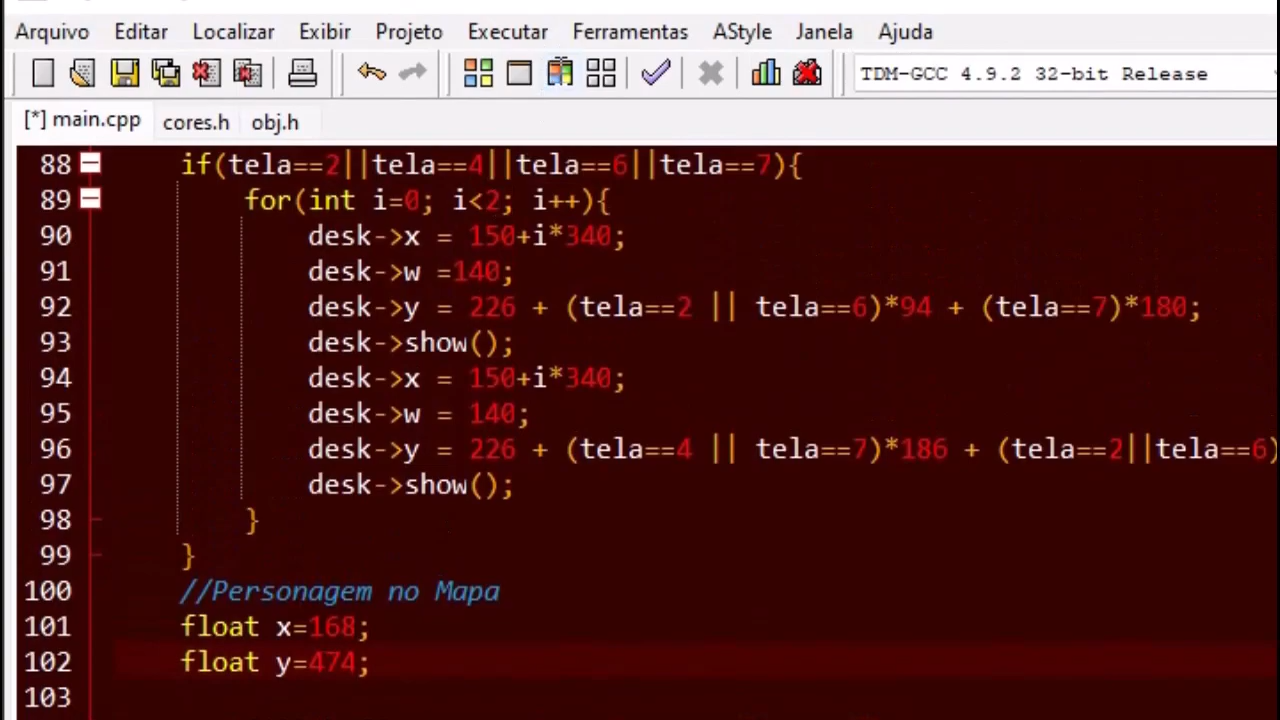 Arquivo Editar Localizar Exibir Projeto Executar Ferramentas AStyle Janela Ajuda
TDM-GCC 4.9.2 32-bit Release
[*] main.cpp cores.h obj.h
88 if(tela==2||tela==4||tela==6||tela==7){
89 for(int i=0; i<2; i++){
90 desk->x = 150+i*340;
91 desk->w =140;
92 desk->y = 226 + (tela==2 || tela==6)*94 + (tela==7)*180;
93 desk->show();
94 desk->x = 150+i*340;
95 desk->w = 140;
96 desk->y = 226 + (tela==4 || tela==7)*186 + (tela==2||tela==6)
97 desk->show();
98 }
99 }
100 //Personagem no Mapa
101 float x=168;
102 float y=474;
103